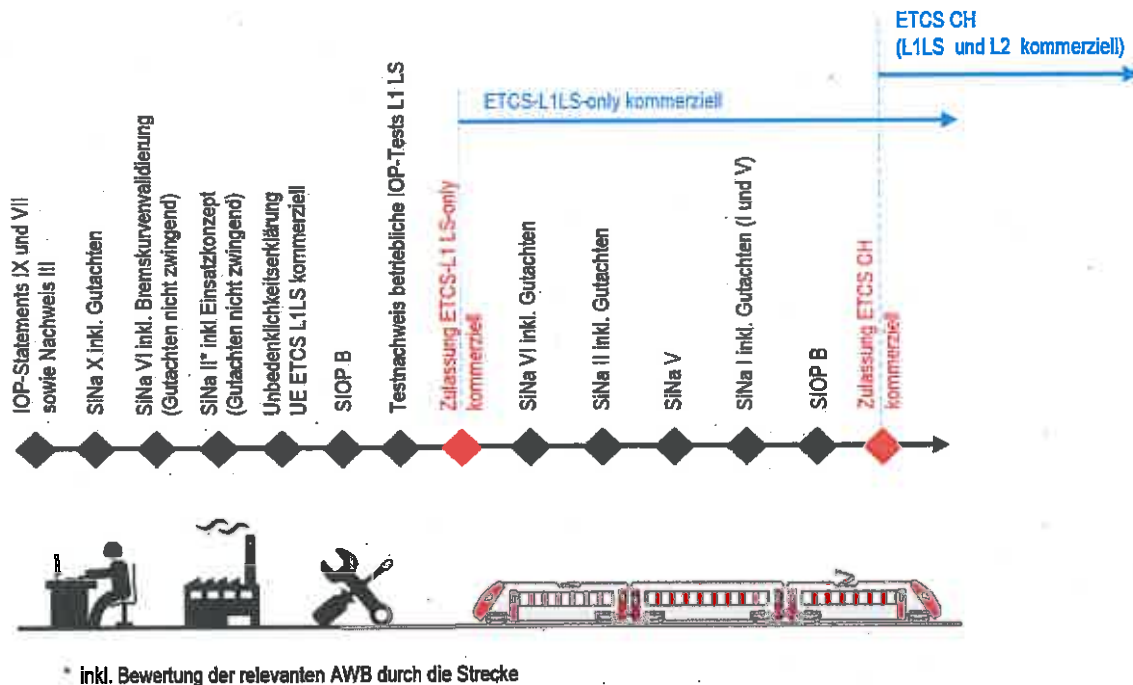 ETCS CH
(L1LS und L2 kommerziell)
ETCS-L1LS-only kommerziell
IOP-Statements IX und VII
sowie Nachweis III
SiNa X inkl. Gutachten
SiNa VI inkl. Bremskurvenvalidierung
(Gutachten nicht zwingend)
SiNa II* inkl Einsatzkonzept
(Gutachten nicht zwingend)
Unbedenklichkeitserklärung
UE ETCS L1LS kommerziell
SIOP B
Testnachweis betriebliche IOP-Tests L1 LS
Zulassung ETCS-L1 LS-only
kommerziell
SiNa VI inkl. Gutachten
SiNa II inkl. Gutachten
SiNa V
SiNa I inkl. Gutachten (I und V)
SIOP B
Zulassung ETCS CH
kommerziell
* inkl. Bewertung der relevanten AWB durch die Strecke